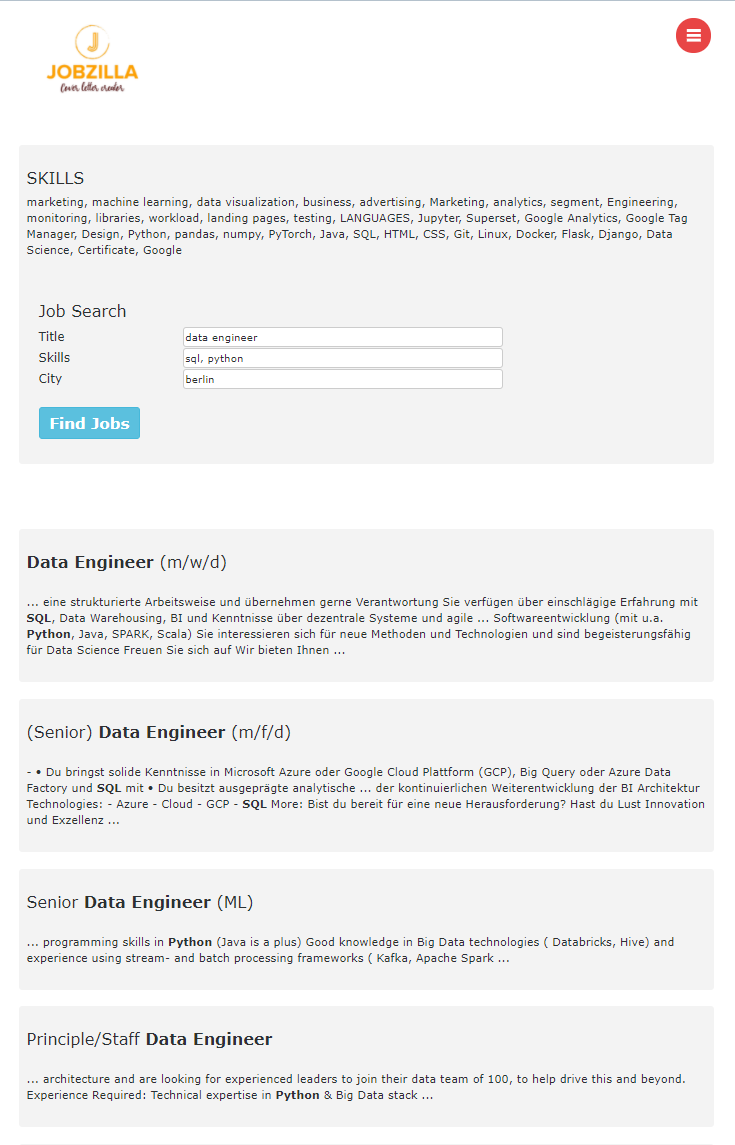 J
JOBZILLA
Cover letter creator
SKILLS
marketing, machine learning, data visualization, business, advertising, Marketing, analytics, segment, Engineering,
monitoring, libraries, workload, landing pages, testing, LANGUAGES, Jupyter, Superset, Google Analytics, Google Tag
Manager, Design, Python, pandas, numpy, PyTorch, Java, SQL, HTML, CSS, Git, Linux, Docker, Flask, Django, Data
Science, Certificate, Google
Job Search
Title
data engineer
Skills
sql, python
City
berlin
Find Jobs
Data Engineer (m/w/d)
... eine strukturierte Arbeitsweise und übernehmen gerne Verantwortung Sie verfügen über einschlägige Erfahrung mit
SQL, Data Warehousing, BI und Kenntnisse über dezentrale Systeme und agile ... Softwareentwicklung (mit u.a.
Python, Java, SPARK, Scala) Sie interessieren sich für neue Methoden und Technologien und sind begeisterungsfähig
für Data Science Freuen Sie sich auf Wir bieten Ihnen ...
(Senior) Data Engineer (m/f/d)
- • Du bringst solide Kenntnisse in Microsoft Azure oder Google Cloud Plattform (GCP), Big Query oder Azure Data
Factory und SQL mit • Du besitzt ausgeprägte analytische ... der kontinuierlichen Weiterentwicklung der BI Architektur
Technologies: - Azure - Cloud - GCP - SQL More: Bist du bereit für eine neue Herausforderung? Hast du Lust Innovation
und Exzellenz ...
Senior Data Engineer (ML)
... programming skills in Python (Java is a plus) Good knowledge in Big Data technologies ( Databricks, Hive) and
experience using stream- and batch processing frameworks ( Kafka, Apache Spark ...
Principle/Staff Data Engineer
... architecture and are looking for experienced leaders to join their data team of 100, to help drive this and beyond.
Experience Required: Technical expertise in Python & Big Data stack ...